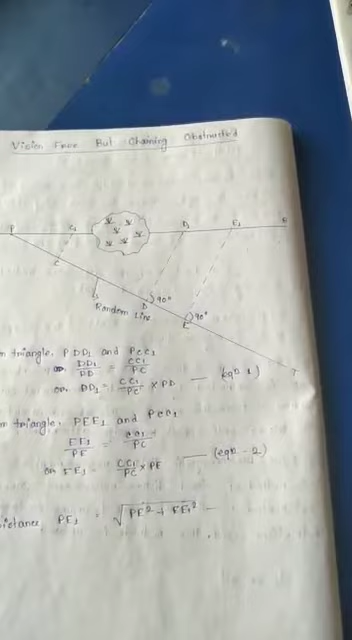 Vision Free But Chaining Obstructed
P C1 D1 E1
C
Random Line D 90°
E 90°
triangle, PDD1 and PCC1
or DD1/PD = CC1/PC
or DD1 = CC1/PC × PD — (eqn 1)
triangle, PEE1 and PCC1
EE1/PE = CC1/PC
or EE1 = CC1/PC × PE — (eqn - 2)
Distance PE1 = √PE² + EE1²